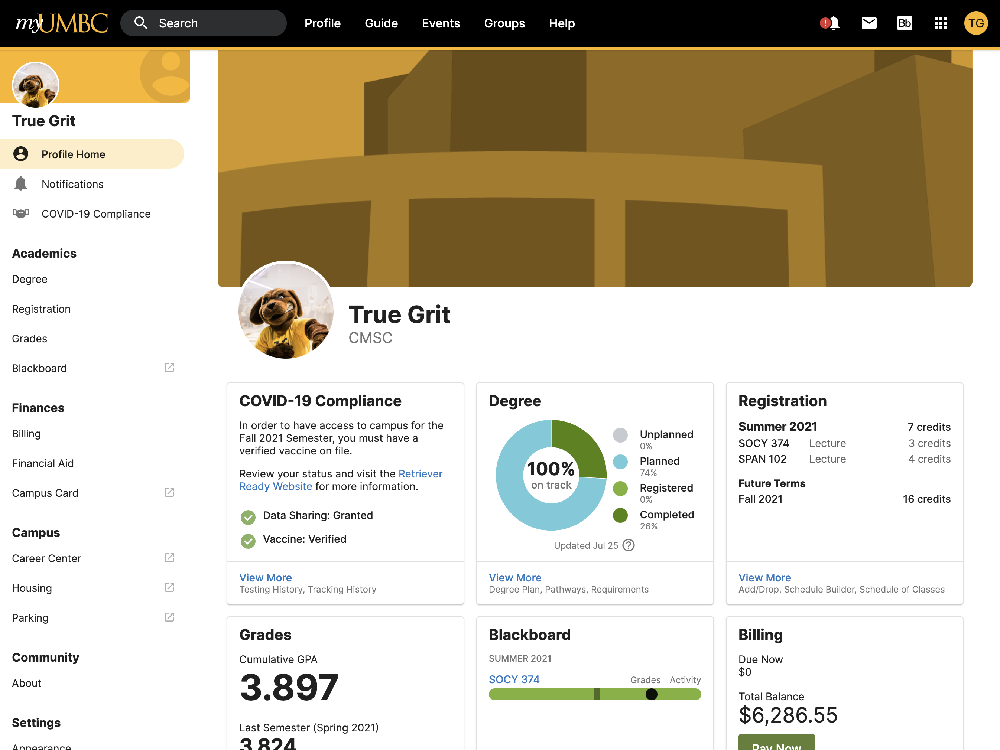 myUMBC
Search
Profile
Guide
Events
Groups
Help
!
Bb
TG
True Grit
Profile Home
Notifications
COVID-19 Compliance
Academics
Degree
Registration
Grades
Blackboard
Finances
Billing
Financial Aid
Campus Card
Campus
Career Center
Housing
Parking
Community
About
Settings
Appearance
True Grit
CMSC
COVID-19 Compliance
In order to have access to campus for the
Fall 2021 Semester, you must have a
verified vaccine on file.
Review your status and visit the Retriever
Ready Website for more information.
Data Sharing: Granted
Vaccine: Verified
View More
Testing History, Tracking History
Degree
100%
on track
Unplanned
0%
Planned
74%
Registered
0%
Completed
26%
Updated Jul 25 ?
View More
Degree Plan, Pathways, Requirements
Registration
Summer 2021 7 credits
SOCY 374 Lecture 3 credits
SPAN 102 Lecture 4 credits
Future Terms
Fall 2021 16 credits
View More
Add/Drop, Schedule Builder, Schedule of Classes
Grades
Cumulative GPA
3.897
Last Semester (Spring 2021)
3.824
Blackboard
SUMMER 2021
SOCY 374 Grades Activity
Billing
Due Now
$0
Total Balance
$6,286.55
Pay Now